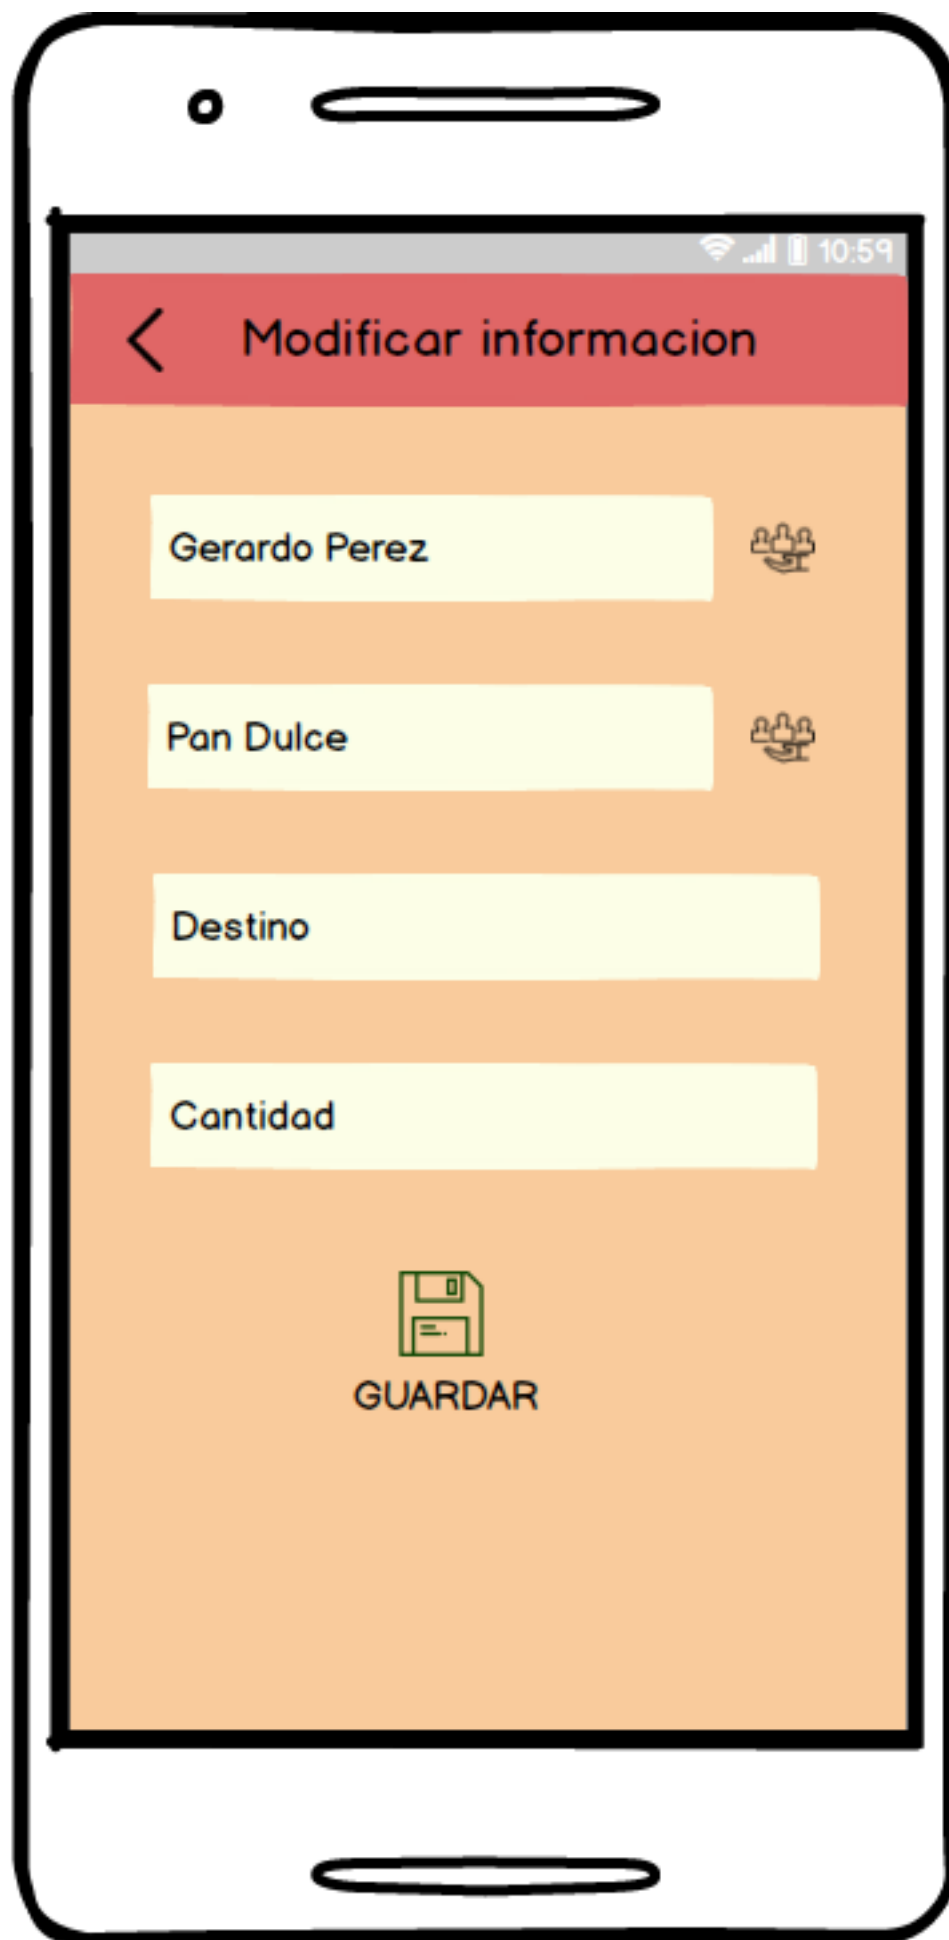 10:59
Modificar informacion
Gerardo Perez
Pan Dulce
Destino
Cantidad
GUARDAR